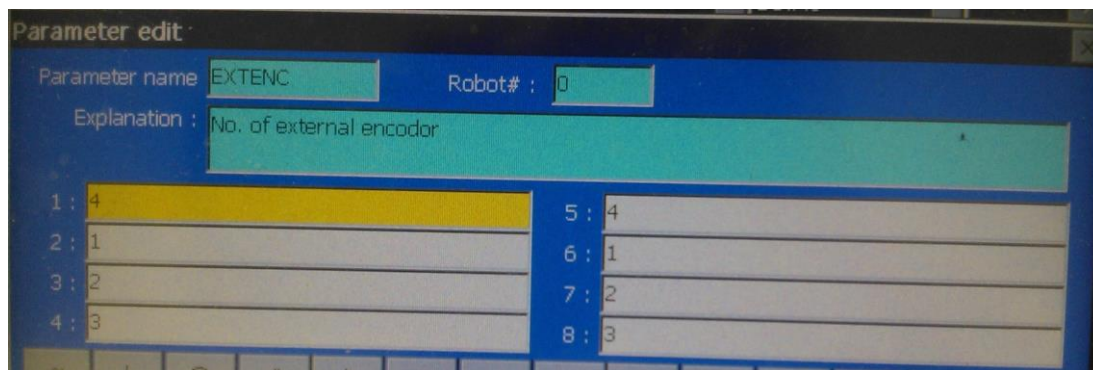 Parameter edit
Parameter name EXTENC Robot# : 0
Explanation : No. of external encodor
1 : 4 5 : 4
2 : 1 6 : 1
3 : 2 7 : 2
4 : 3 8 : 3